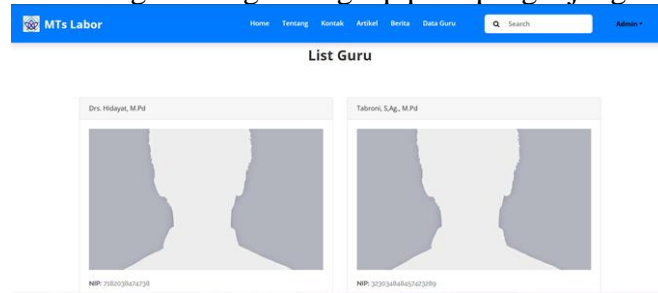 MTs Labor
Home Tentang Kontak Artikel Berita Data Guru Search Admin
List Guru
Drs. Hidayat, M.Pd
Tabroni, S,Ag., M.Pd
NIP:
NIP: